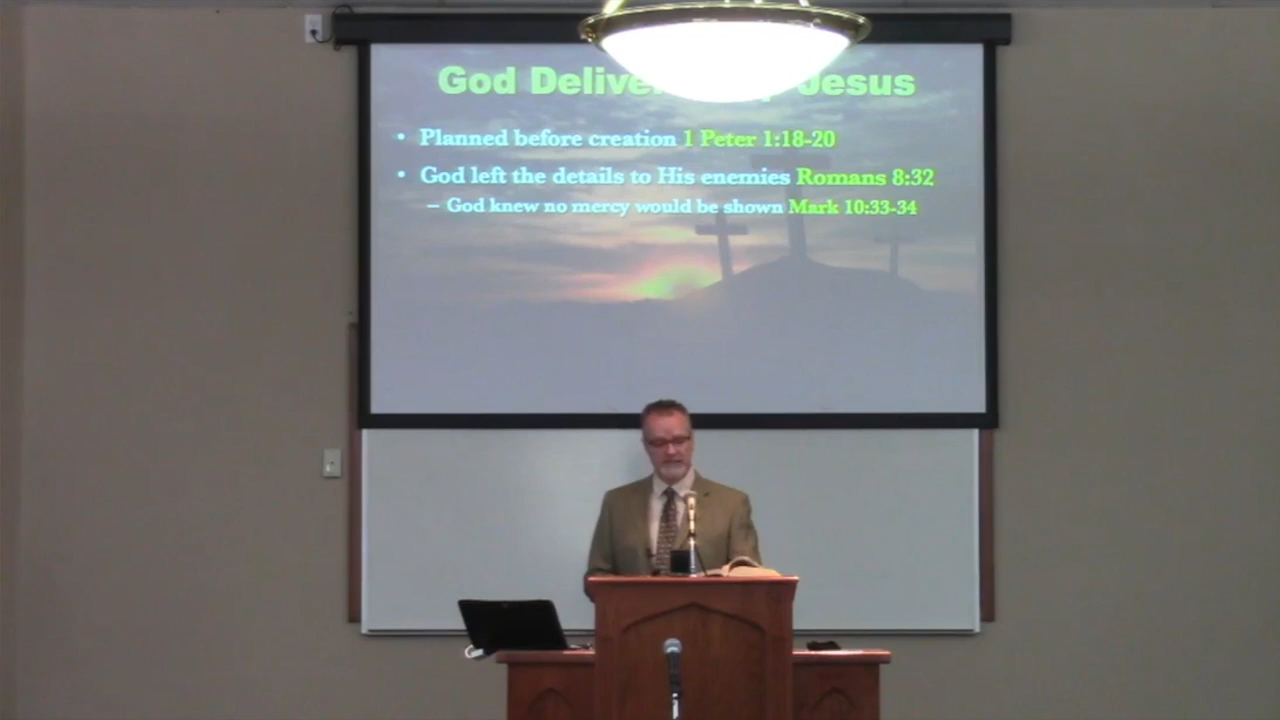 God Jesus
• Planned before creation 1 Peter 1:18-20
• God left the details to His enemies Romans 8:32
– God knew no mercy would be shown Mark 10:33-34